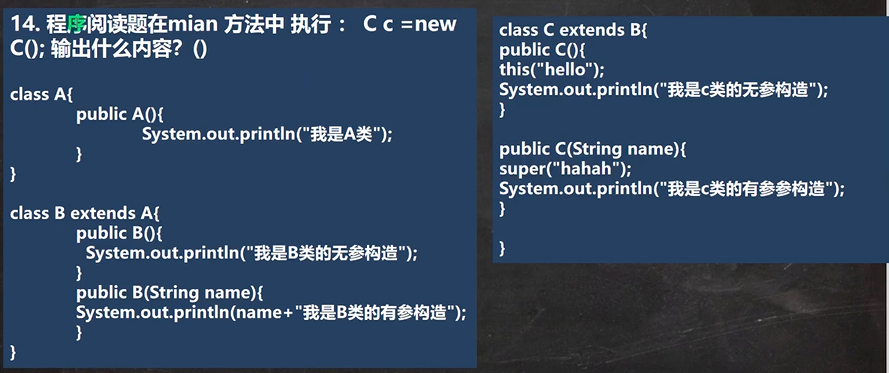 14. 程序阅读题在mian 方法中 执行 ： C c =new
C(); 输出什么内容？()
class A{
public A(){
System.out.println("我是A类");
}
}
class B extends A{
public B(){
System.out.println("我是B类的无参构造");
}
public B(String name){
System.out.println(name+"我是B类的有参构造");
}
}
class C extends B{
public C(){
this("hello");
System.out.println("我是c类的无参构造");
}
public C(String name){
super("hahah");
System.out.println("我是c类的有参参构造");
}
}